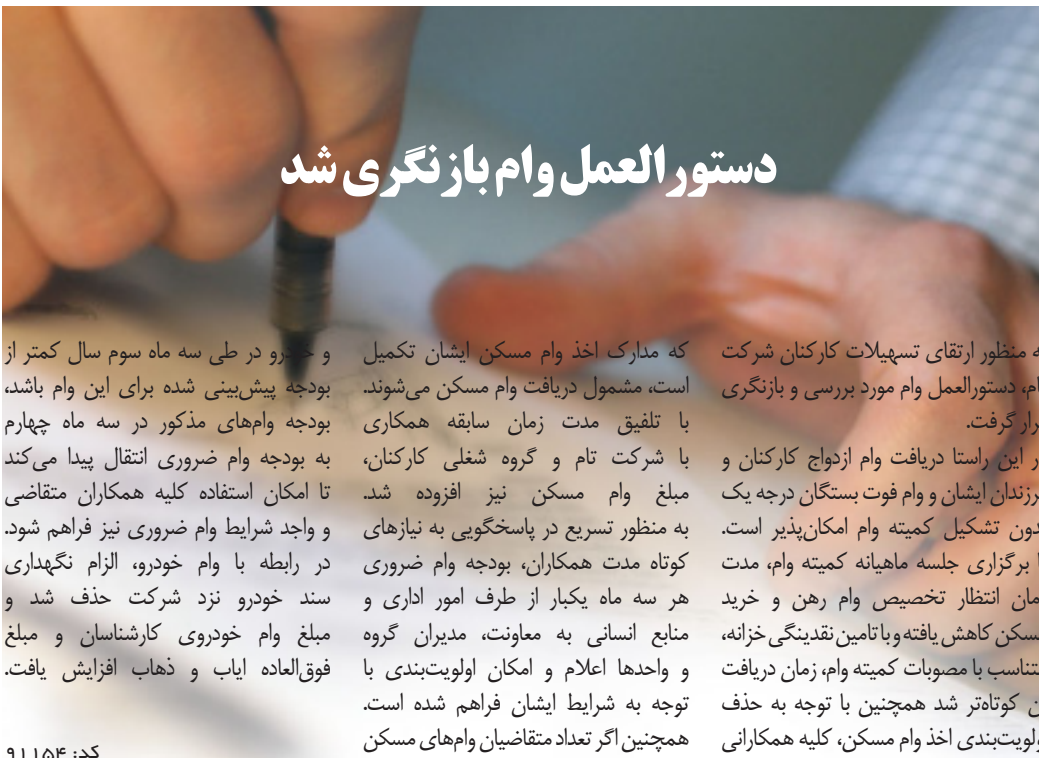 دستورالعمل وام بازنگری شد
ه منظور ارتقای تسهیلات کارکنان شرکت
ام، دستورالعمل وام مورد بررسی و بازنگری
رار گرفت.
ر این راستا دریافت وام ازدواج کارکنان و
رزندان ایشان و وام فوت بستگان درجه یک
دون تشکیل کمیته وام امکان‌پذیر است.
ا برگزاری جلسه ماهیانه کمیته وام، مدت
مان انتظار تخصیص وام رهن و خرید
سکن کاهش یافته و با تامین نقدینگی خزانه،
تناسب با مصوبات کمیته وام، زمان دریافت
ن کوتاه‌تر شد همچنین با توجه به حذف
ولویت‌بندی اخذ وام مسکن، کلیه همکارانی
که مدارک اخذ وام مسکن ایشان تکمیل
است، مشمول دریافت وام مسکن می‌شوند.
با تلفیق مدت زمان سابقه همکاری
با شرکت تام و گروه شغلی کارکنان،
مبلغ وام مسکن نیز افزوده شد.
به منظور تسریع در پاسخگویی به نیازهای
کوتاه مدت همکاران، بودجه وام ضروری
هر سه ماه یکبار از طرف امور اداری و
منابع انسانی به معاونت، مدیران گروه
و واحدها اعلام و امکان اولویت‌بندی با
توجه به شرایط ایشان فراهم شده است.
همچنین اگر تعداد متقاضیان وام‌های مسکن
و خودرو در طی سه ماه سوم سال کمتر از
بودجه پیش‌بینی شده برای این وام باشد،
بودجه وام‌های مذکور در سه ماه چهارم
به بودجه وام ضروری انتقال پیدا می‌کند
تا امکان استفاده کلیه همکاران متقاضی
و واجد شرایط وام ضروری نیز فراهم شود.
در رابطه با وام خودرو، الزام نگهداری
سند خودرو نزد شرکت حذف شد و
مبلغ وام خودروی کارشناسان و مبلغ
فوق‌العاده ایاب و ذهاب افزایش یافت.
کد: ۹۱۱۵۴